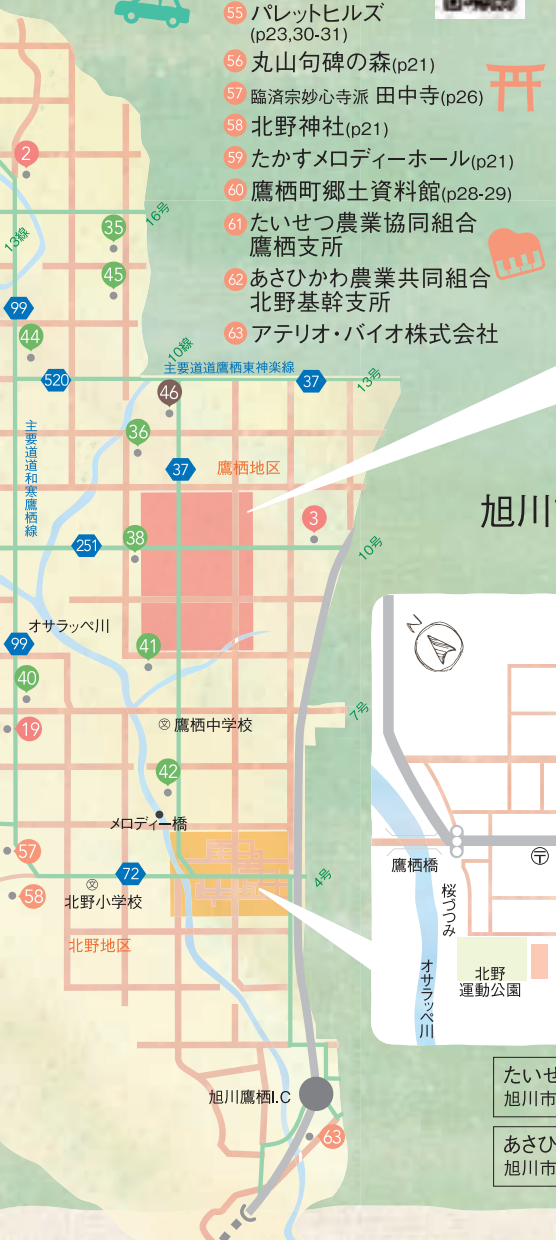 55 パレットヒルズ
(p23,30-31)
56 丸山句碑の森(p21)
57 臨済宗妙心寺派 田中寺(p26)
58 北野神社(p21)
59 たかすメロディーホール(p21)
60 鷹栖町郷土資料館(p28-29)
61 たいせつ農業協同組合
鷹栖支所
62 あさひかわ農業共同組合
北野基幹支所
63 アテリオ・バイオ株式会社
2
16号
13線
35
45
99
44
10線
主要道道鷹栖東神楽線
520
37
13号
46
主要道道和寒鷹栖線
36
鷹栖地区
37
旭川
3
251
38
10号
オサラッペ川
N
99
41
40
7号
19
鷹栖中学校
42
メロディー橋
57
72
4号
鷹栖橋
〒
58
北野小学校
桜づつみ
北野地区
オサラッペ川
北野
運動公園
旭川鷹栖I.C
たいせ
旭川市
63
あさひ
旭川市